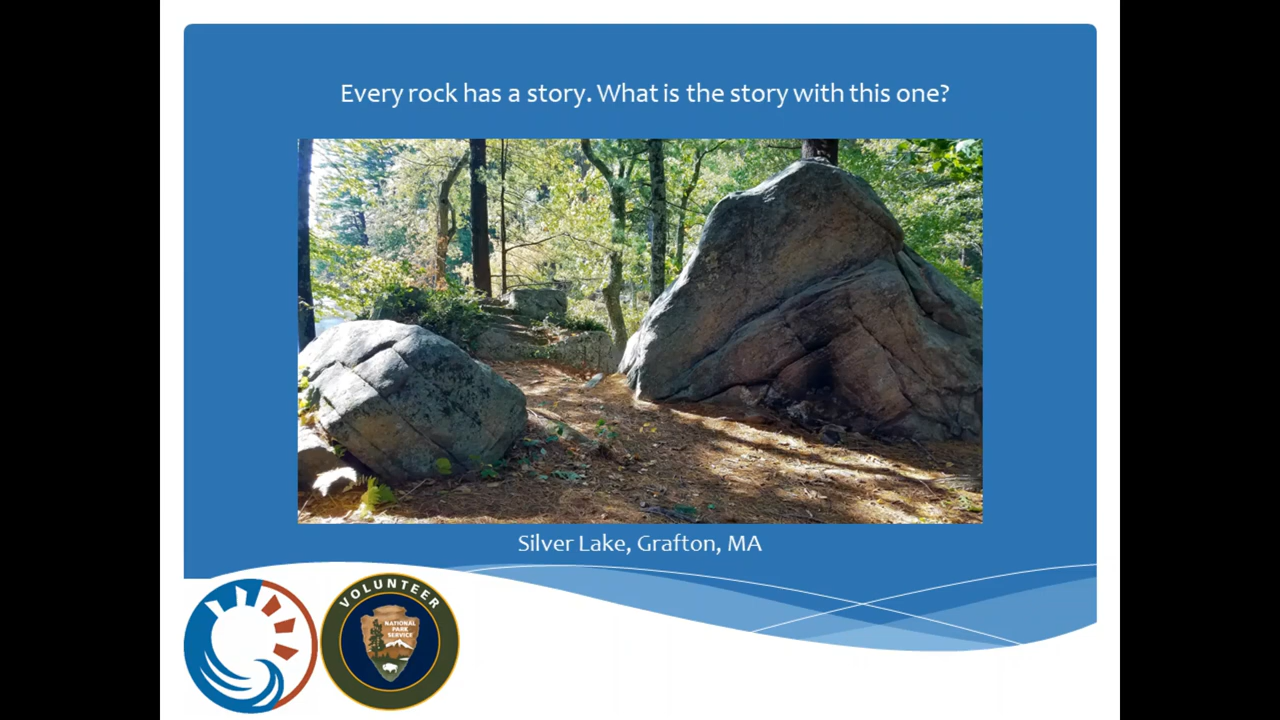 Every rock has a story. What is the story with this one?
Silver Lake, Grafton, MA
VOLUNTEER
NATIONAL
PARK
SERVICE